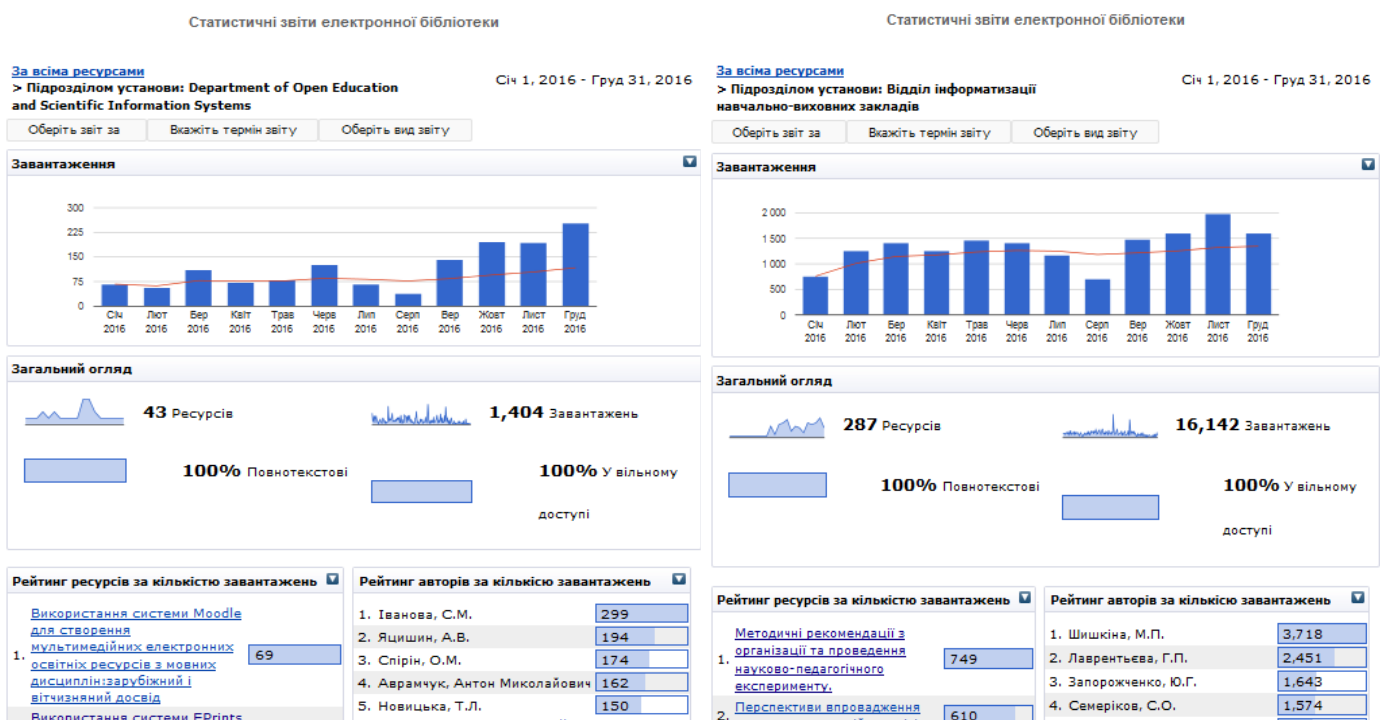 Статистичні звіти електронної бібліотеки
За всіма ресурсами
> Підрозділом установи: Department of Open Education
and Scientific Information Systems
Січ 1, 2016 - Груд 31, 2016
Оберіть звіт за
Вкажіть термін звіту
Оберіть вид звіту
Завантаження
300
225
150
75
0
Січ Лют Бер Квіт Трав Черв Лип Серп Вер Жовт Лист Груд
2016 2016 2016 2016 2016 2016 2016 2016 2016 2016 2016 2016
Загальний огляд
43 Ресурсів
1,404 Завантажень
100% Повнотекстові
100% У вільному
доступі
Рейтинг ресурсів за кількістю завантажень
1.
Використання системи Moodle
для створення
мультимедійних електронних
освітніх ресурсів з мовних
дисциплін:зарубіжний і
вітчизняний досвід
69
Використання системи EPrints
Рейтинг авторів за кількісю завантажень
1. Іванова, С.М. 299
2. Яцишин, А.В. 194
3. Спірін, О.М. 174
4. Аврамчук, Антон Миколайович 162
5. Новицька, Т.Л. 150
Статистичні звіти електронної бібліотеки
За всіма ресурсами
> Підрозділом установи: Відділ інформатизації
навчально-виховних закладів
Січ 1, 2016 - Груд 31, 2016
Оберіть звіт за
Вкажіть термін звіту
Оберіть вид звіту
Завантаження
2 000
1 500
1 000
500
0
Січ Лют Бер Квіт Трав Черв Лип Серп Вер Жовт Лист Груд
2016 2016 2016 2016 2016 2016 2016 2016 2016 2016 2016 2016
Загальний огляд
287 Ресурсів
16,142 Завантажень
100% Повнотекстові
100% У вільному
доступі
Рейтинг ресурсів за кількістю завантажень
1.
Методичні рекомендації з
організації та проведення
науково-педагогічного
експерименту.
749
2.
Перспективи впровадження
610
Рейтинг авторів за кількісю завантажень
1. Шишкіна, М.П. 3,718
2. Лаврентьєва, Г.П. 2,451
3. Запорожченко, Ю.Г. 1,643
4. Семеріков, С.О. 1,574